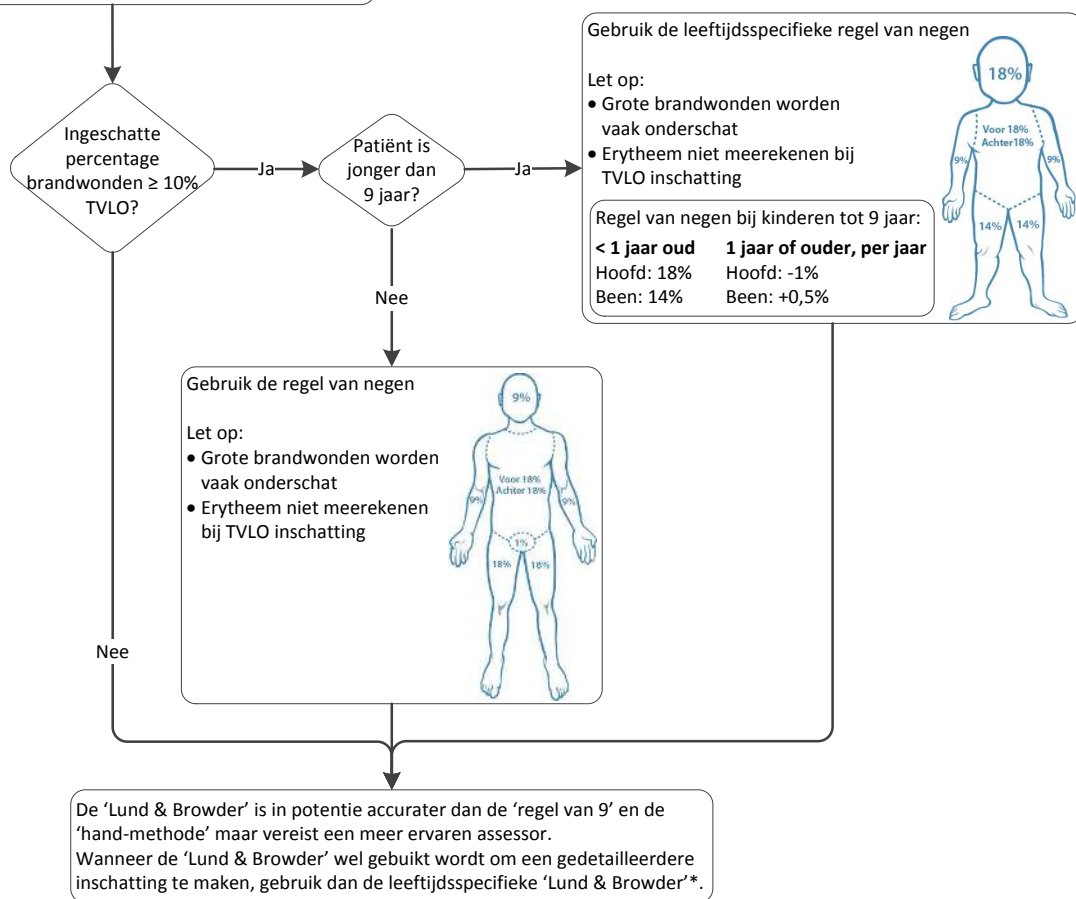 Ingeschatte
percentage
brandwonden ≥ 10%
TVLO?
Ja
Patiënt is
jonger dan
9 jaar?
Ja
Gebruik de leeftijdsspecifieke regel van negen
Let op:
• Grote brandwonden worden
vaak onderschat
• Erytheem niet meerekenen bij
TVLO inschatting
18%
Voor 18%
Achter 18%
9%
9%
14%
14%
Regel van negen bij kinderen tot 9 jaar:
< 1 jaar oud 1 jaar of ouder, per jaar
Hoofd: 18% Hoofd: -1%
Been: 14% Been: +0,5%
Nee
Gebruik de regel van negen
Let op:
• Grote brandwonden worden
vaak onderschat
• Erytheem niet meerekenen
bij TVLO inschatting
9%
Voor 18%
Achter 18%
9%
9%
1%
18%
18%
Nee
De ‘Lund & Browder’ is in potentie accurater dan de ‘regel van 9’ en de
‘hand-methode’ maar vereist een meer ervaren assessor.
Wanneer de ‘Lund & Browder’ wel gebuikt wordt om een gedetailleerdere
inschatting te maken, gebruik dan de leeftijdsspecifieke ‘Lund & Browder’*.